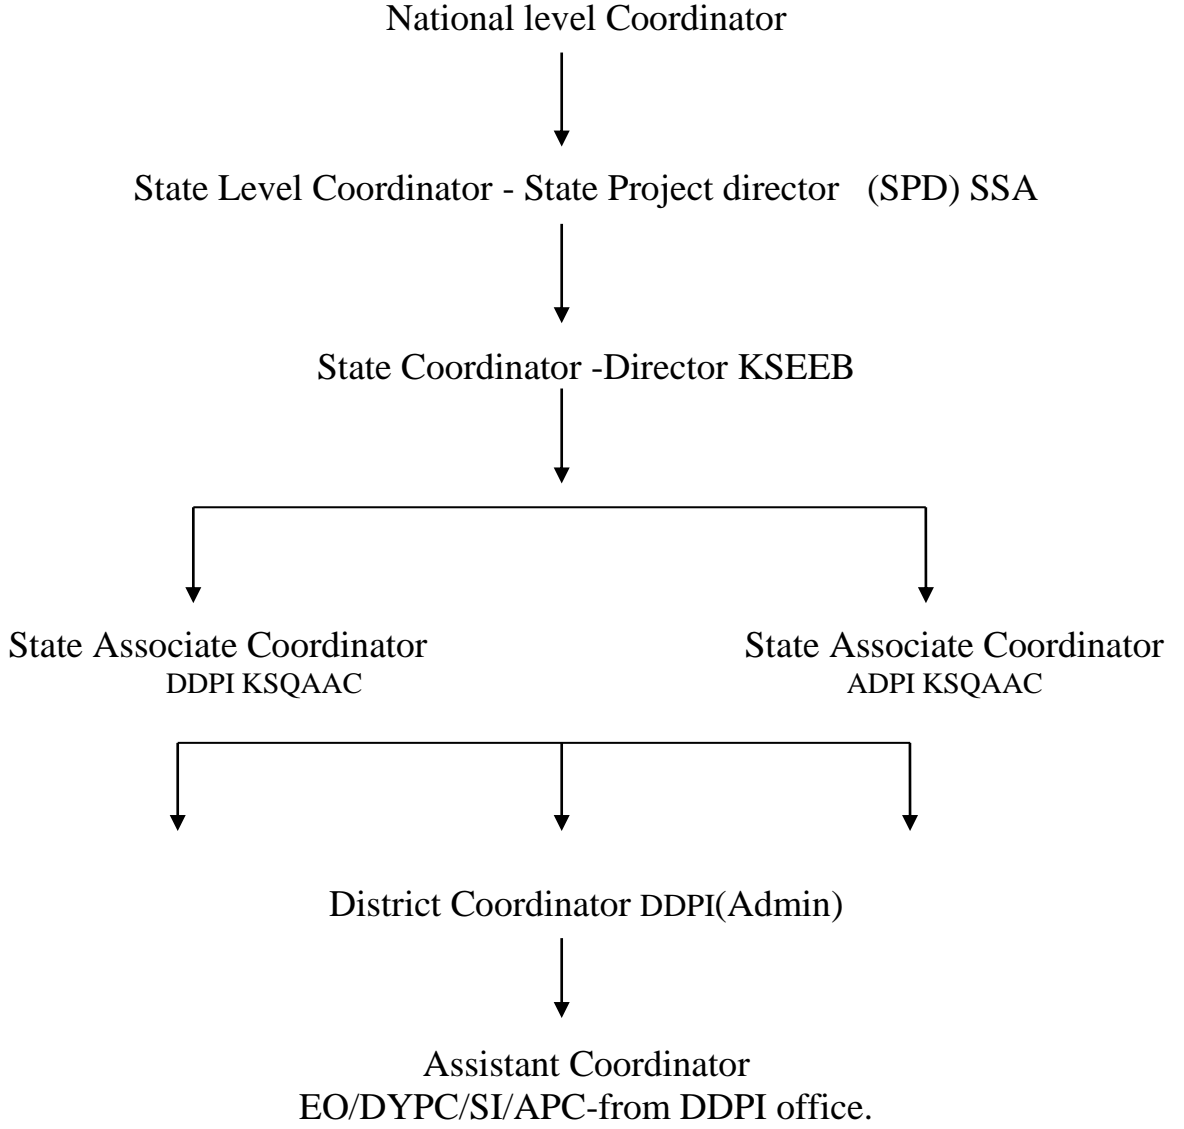 National level Coordinator
State Level Coordinator - State Project director (SPD) SSA
State Coordinator -Director KSEEB
State Associate Coordinator
DDPI KSQAAC
State Associate Coordinator
ADPI KSQAAC
District Coordinator DDPI(Admin)
Assistant Coordinator
EO/DYPC/SI/APC-from DDPI office.